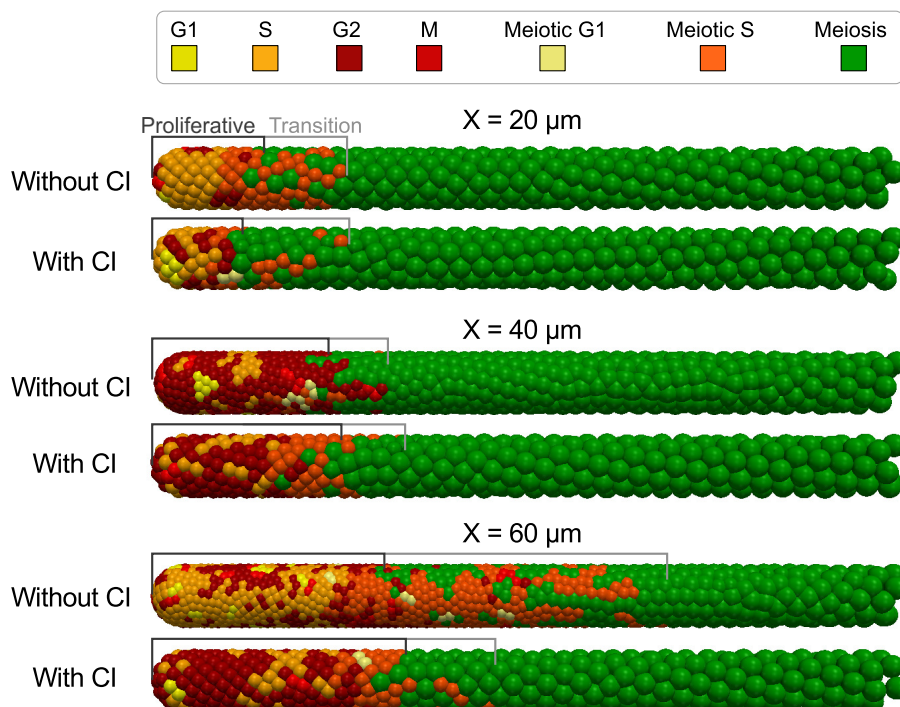 G1 S G2 M Meiotic G1 Meiotic S Meiosis
X = 20 µm
Proliferative Transition
Without CI
With CI
X = 40 µm
Without CI
With CI
X = 60 µm
Without CI
With CI